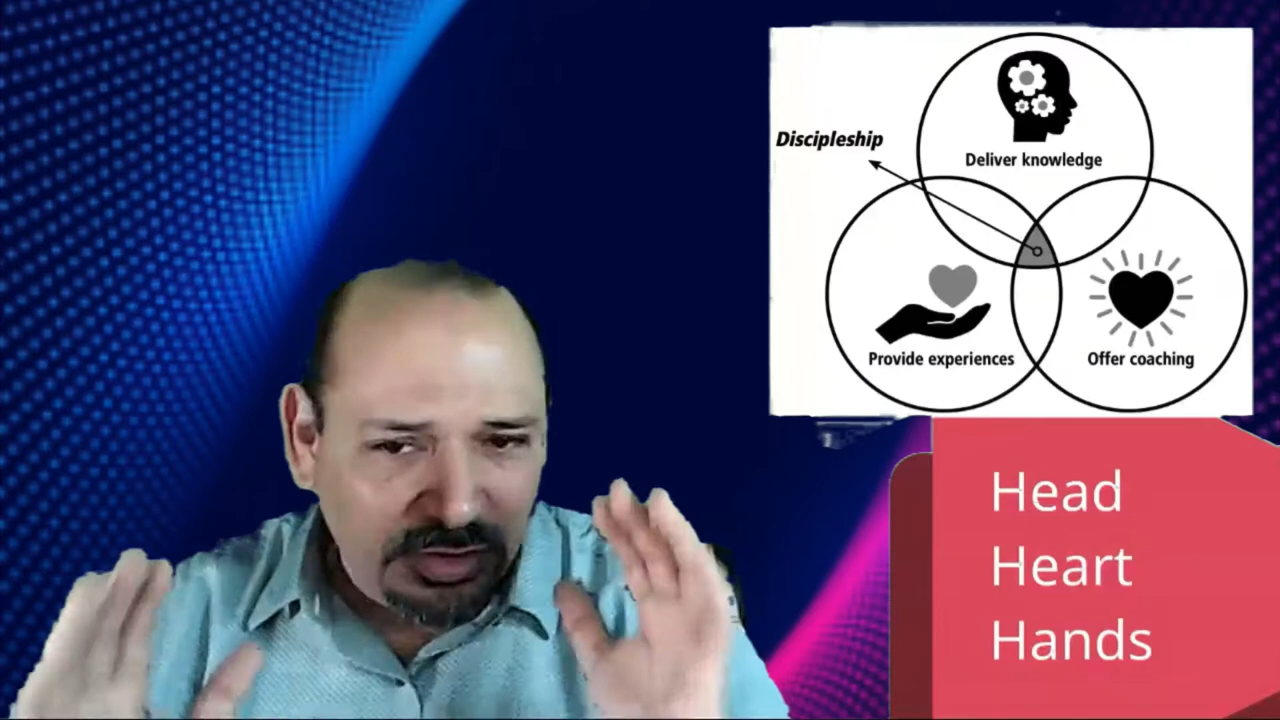 Discipleship
Deliver knowledge
Provide experiences
Offer coaching
Head
Heart
Hands